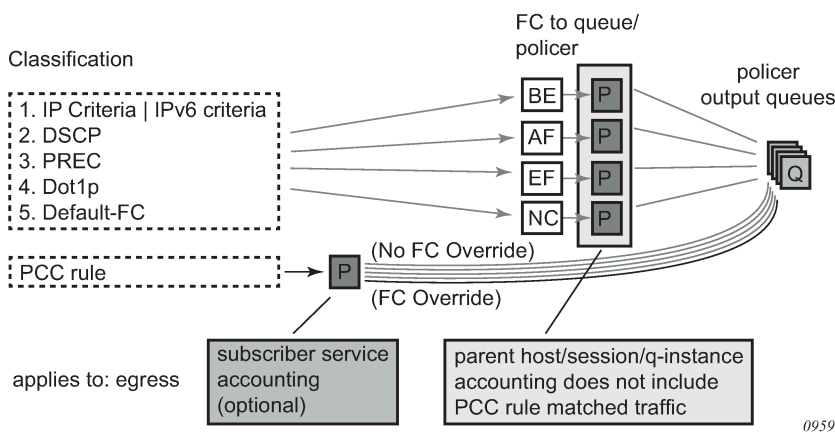 FC to queue/
policer
Classification
policer
output queues
1. IP Criteria | IPv6 criteria
2. DSCP
3. PREC
4. Dot1p
5. Default-FC
BE
P
AF
P
EF
P
NC
P
Q
(No FC Override)
PCC rule
P
(FC Override)
applies to: egress
subscriber service
accounting
(optional)
parent host/session/q-instance
accounting does not include
PCC rule matched traffic
0959